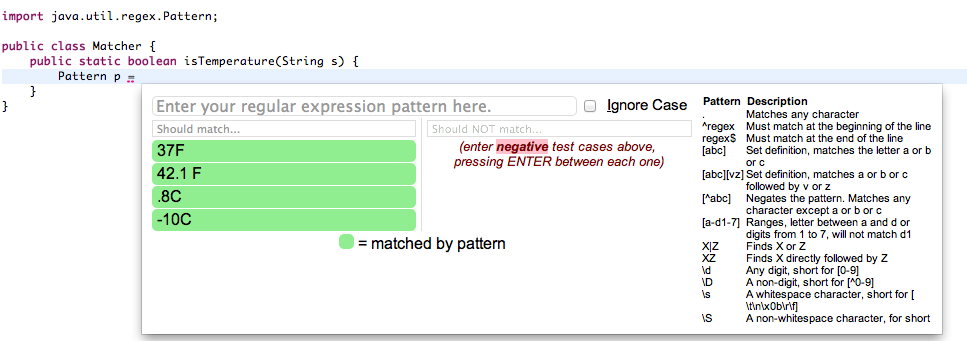 import java.util.regex.Pattern;
public class Matcher {
public static boolean isTemperature(String s) {
Pattern p =
}
}
Enter your regular expression pattern here.
Ignore Case
Should match...
Should NOT match...
37F
42.1 F
.8C
-10C
(enter negative test cases above,
pressing ENTER between each one)
= matched by pattern
Pattern Description
. Matches any character
^regex Must match at the beginning of the line
regex$ Must match at the end of the line
[abc] Set definition, matches the letter a or b
or c
[abc][vz] Set definition, matches a or b or c
followed by v or z
[^abc] Negates the pattern. Matches any
character except a or b or c
[a-d1-7] Ranges, letter between a and d or
digits from 1 to 7, will not match d1
X|Z Finds X or Z
XZ Finds X directly followed by Z
\d Any digit, short for [0-9]
\D A non-digit, short for [^0-9]
\s A whitespace character, short for [
\t\n\x0b\r\f]
\S A non-whitespace character, for short